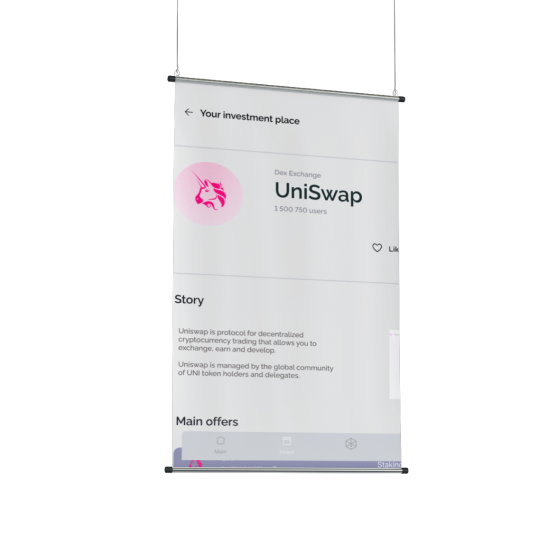 Your investment place
Dex Exchange
UniSwap
1 500 750 users
Lik
Story
Uniswap is protocol for decentralized
cryptocurrency trading that allows you to
exchange, earn and develop.
Uniswap is managed by the global community
of UNI token holders and delegates.
Main offers
Main
Stakin